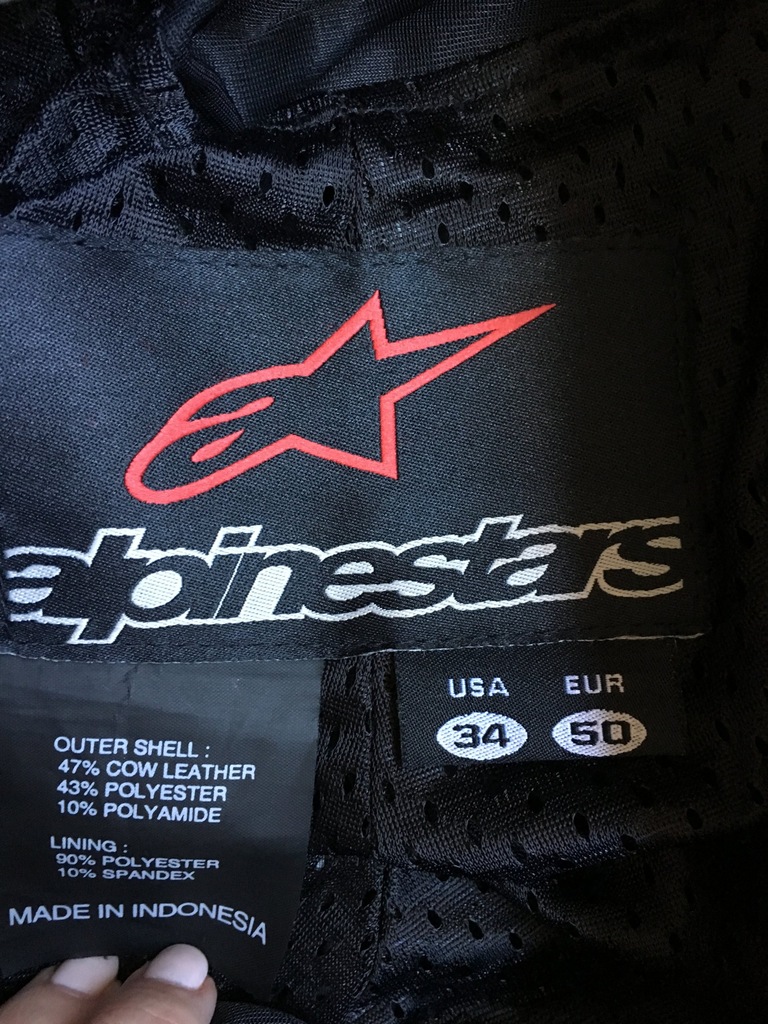 alpinestars
USA EUR
34 50
OUTER SHELL :
47% COW LEATHER
43% POLYESTER
10% POLYAMIDE
LINING :
90% POLYESTER
10% SPANDEX
MADE IN INDONESIA